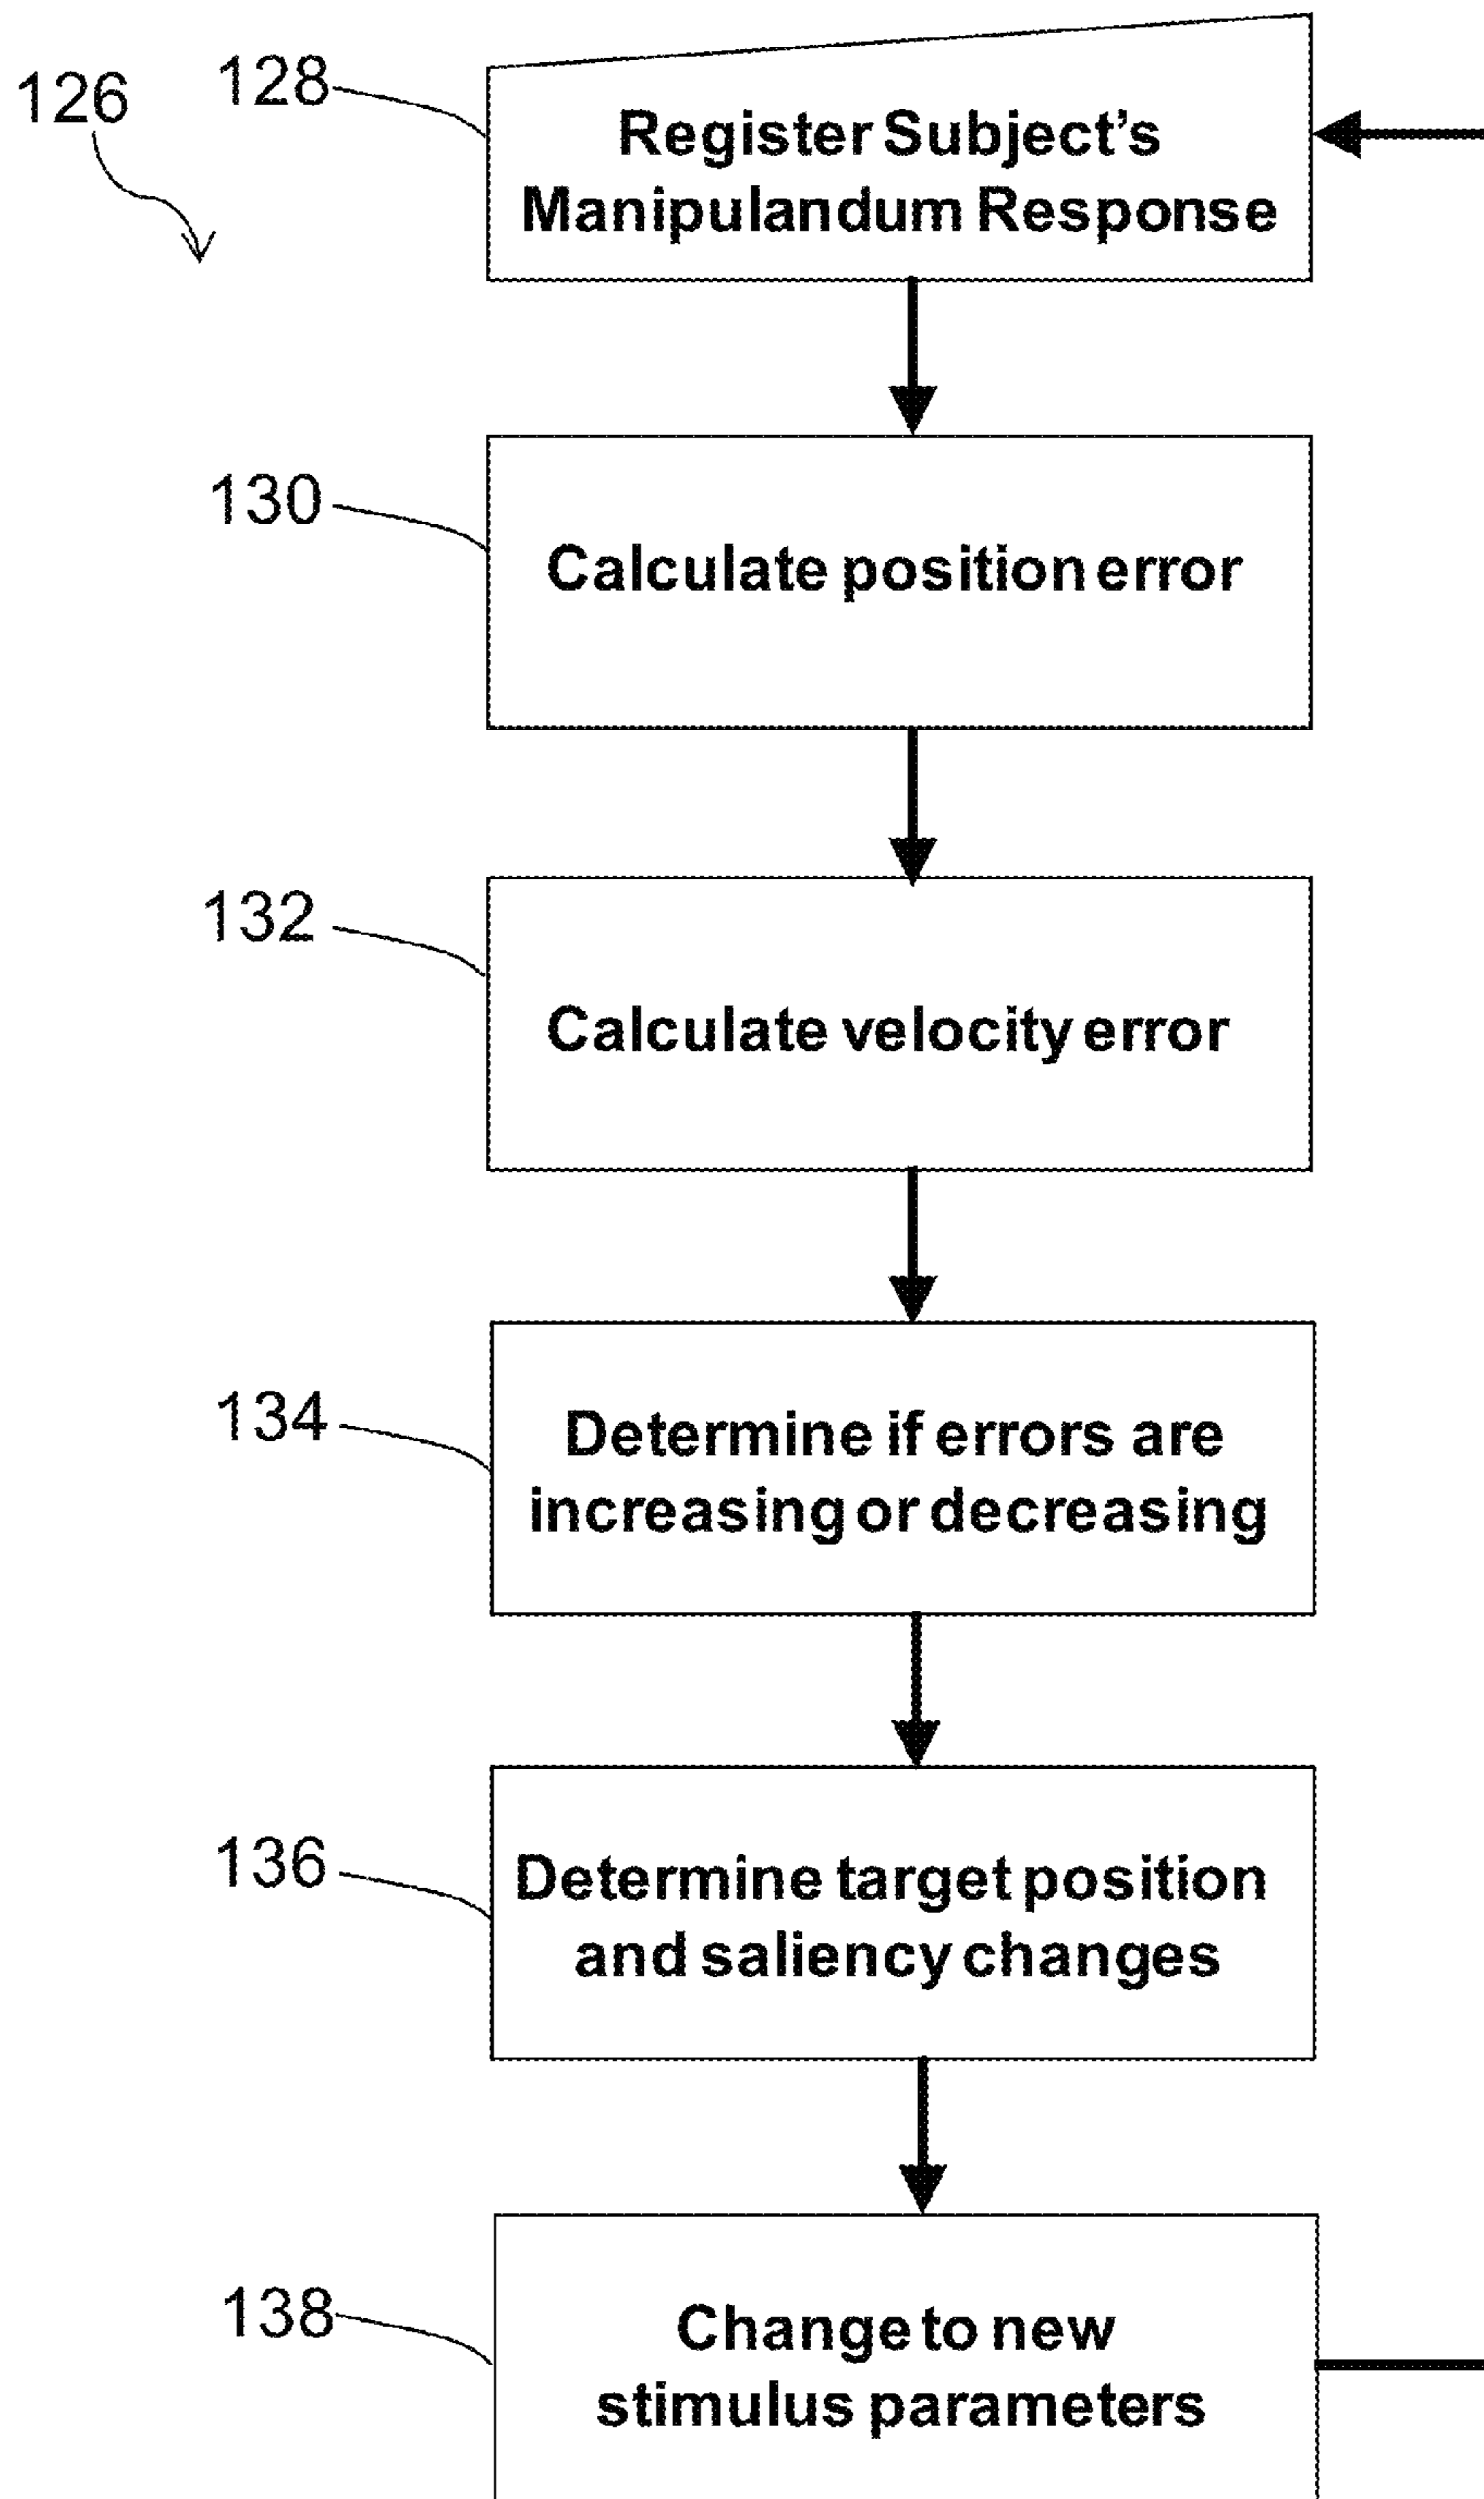 126
128
Register Subject’s
Manipulandum Response
130
Calculate position error
132
Calculate velocity error
134
Determine if errors are
increasing or decreasing
136
Determine target position
and saliency changes
138
Change to new
stimulus parameters